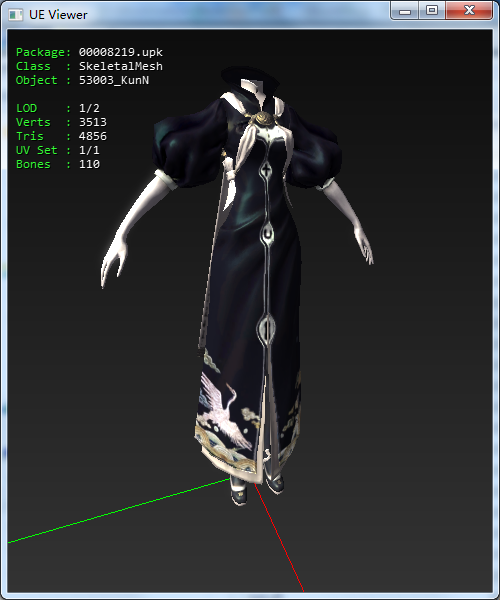 UE Viewer
Package: 00008219.upk
Class  : SkeletalMesh
Object : 53003_KunN
LOD    : 1/2
Verts  : 3513
Tris   : 4856
UV Set : 1/1
Bones  : 110